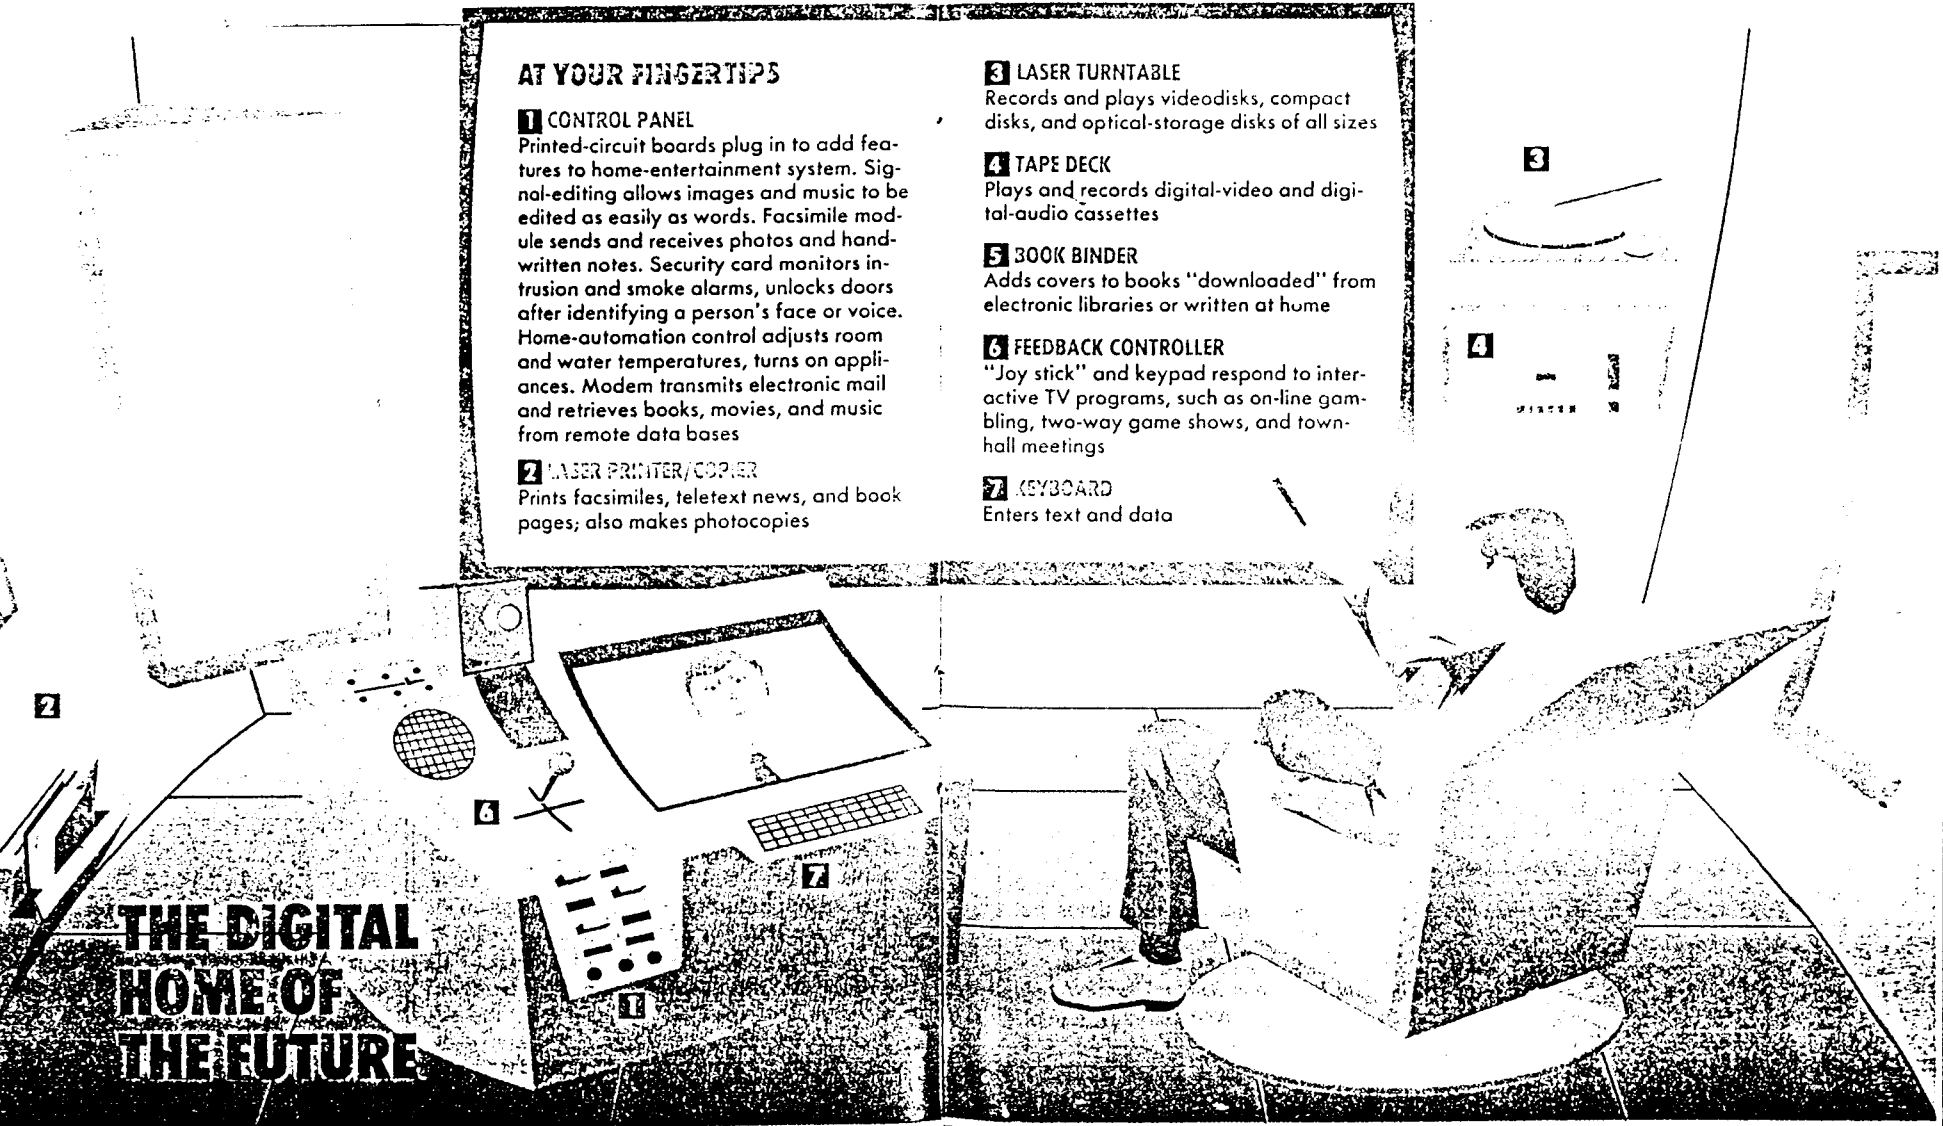 AT YOUR FINGERTIPS
1 CONTROL PANEL
Printed-circuit boards plug in to add fea-
tures to home-entertainment system. Sig-
nal-editing allows images and music to be
edited as easily as words. Facsimile mod-
ule sends and receives photos and hand-
written notes. Security card monitors in-
trusion and smoke alarms, unlocks doors
after identifying a person's face or voice.
Home-automation control adjusts room
and water temperatures, turns on appli-
ances. Modem transmits electronic mail
and retrieves books, movies, and music
from remote data bases
2 LASER PRINTER/COPIER
Prints facsimiles, teletext news, and book
pages; also makes photocopies
3 LASER TURNTABLE
Records and plays videodisks, compact
disks, and optical-storage disks of all sizes
4 TAPE DECK
Plays and records digital-video and digi-
tal-audio cassettes
5 BOOK BINDER
Adds covers to books "downloaded" from
electronic libraries or written at home
6 FEEDBACK CONTROLLER
"Joy stick" and keypad respond to inter-
active TV programs, such as on-line gam-
bling, two-way game shows, and town-
hall meetings
7 KEYBOARD
Enters text and data
3
4
2
6
7
1
THE DIGITAL
HOME OF
THE FUTURE